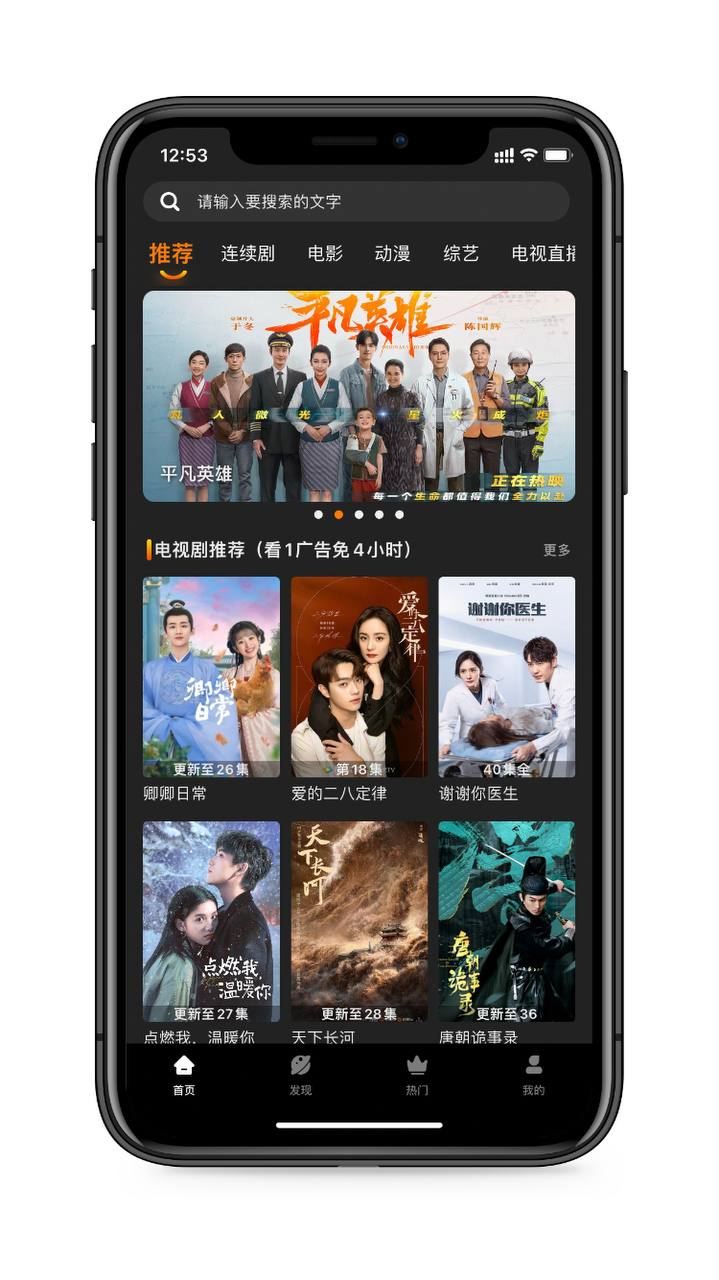 12:53
请输入要搜索的文字
推荐 连续剧 电影 动漫 综艺 电视直播
平凡英雄
于冬
陈国辉
凡人微光 星火成炬
平凡英雄
正在热映
每一个生命都值得我们全力以赴
电视剧推荐（看1广告免4小时）
更多
卿卿日常
更新至26集
卿卿日常
爱的二八定律
第18集
爱的二八定律
谢谢你医生
THANK YOU DOCTOR
40集全
谢谢你医生
点燃我,温暖你
更新至27集
点燃我，温暖你
天下长河
更新至28集
天下长河
唐朝诡事录
更新至36
唐朝诡事录
首页 发现 热门 我的